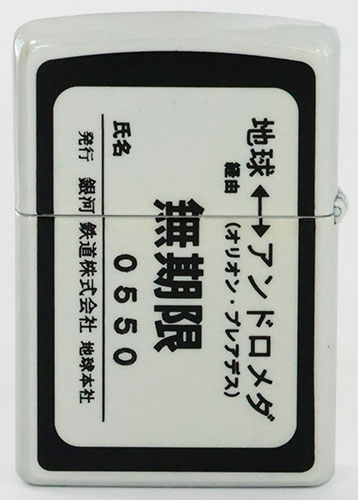 地球↔アンドロメダ
経由 (オリオン・プレアデス)
無期限
0550
氏名
発行 銀河鉄道株式会社 地球本社